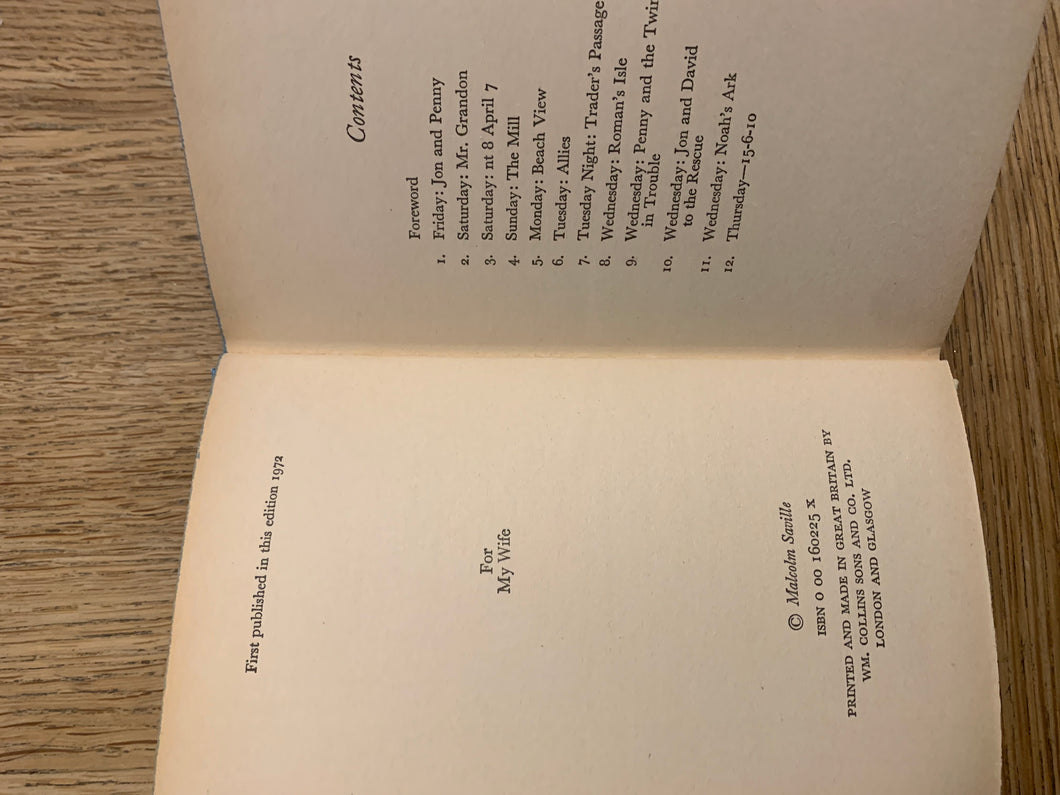 First published in this edition 1972
For
My Wife
© Malcolm Saville
ISBN 0 00 160225 X
PRINTED AND MADE IN GREAT BRITAIN BY
WM. COLLINS SONS AND CO. LTD.
LONDON AND GLASGOW
Contents
Foreword
1. Friday: Jon and Penny
2. Saturday: Mr. Grandon
3. Saturday: nt 8 April 7
4. Sunday: The Mill
5. Monday: Beach View
6. Tuesday: Allies
7. Tuesday Night: Trader's Passage
8. Wednesday: Roman's Isle
9. Wednesday: Penny and the
in Trouble
10. Wednesday: Jon and David
to the Rescue
11. Wednesday: Noah's Ark
12. Thursday—15-6-10